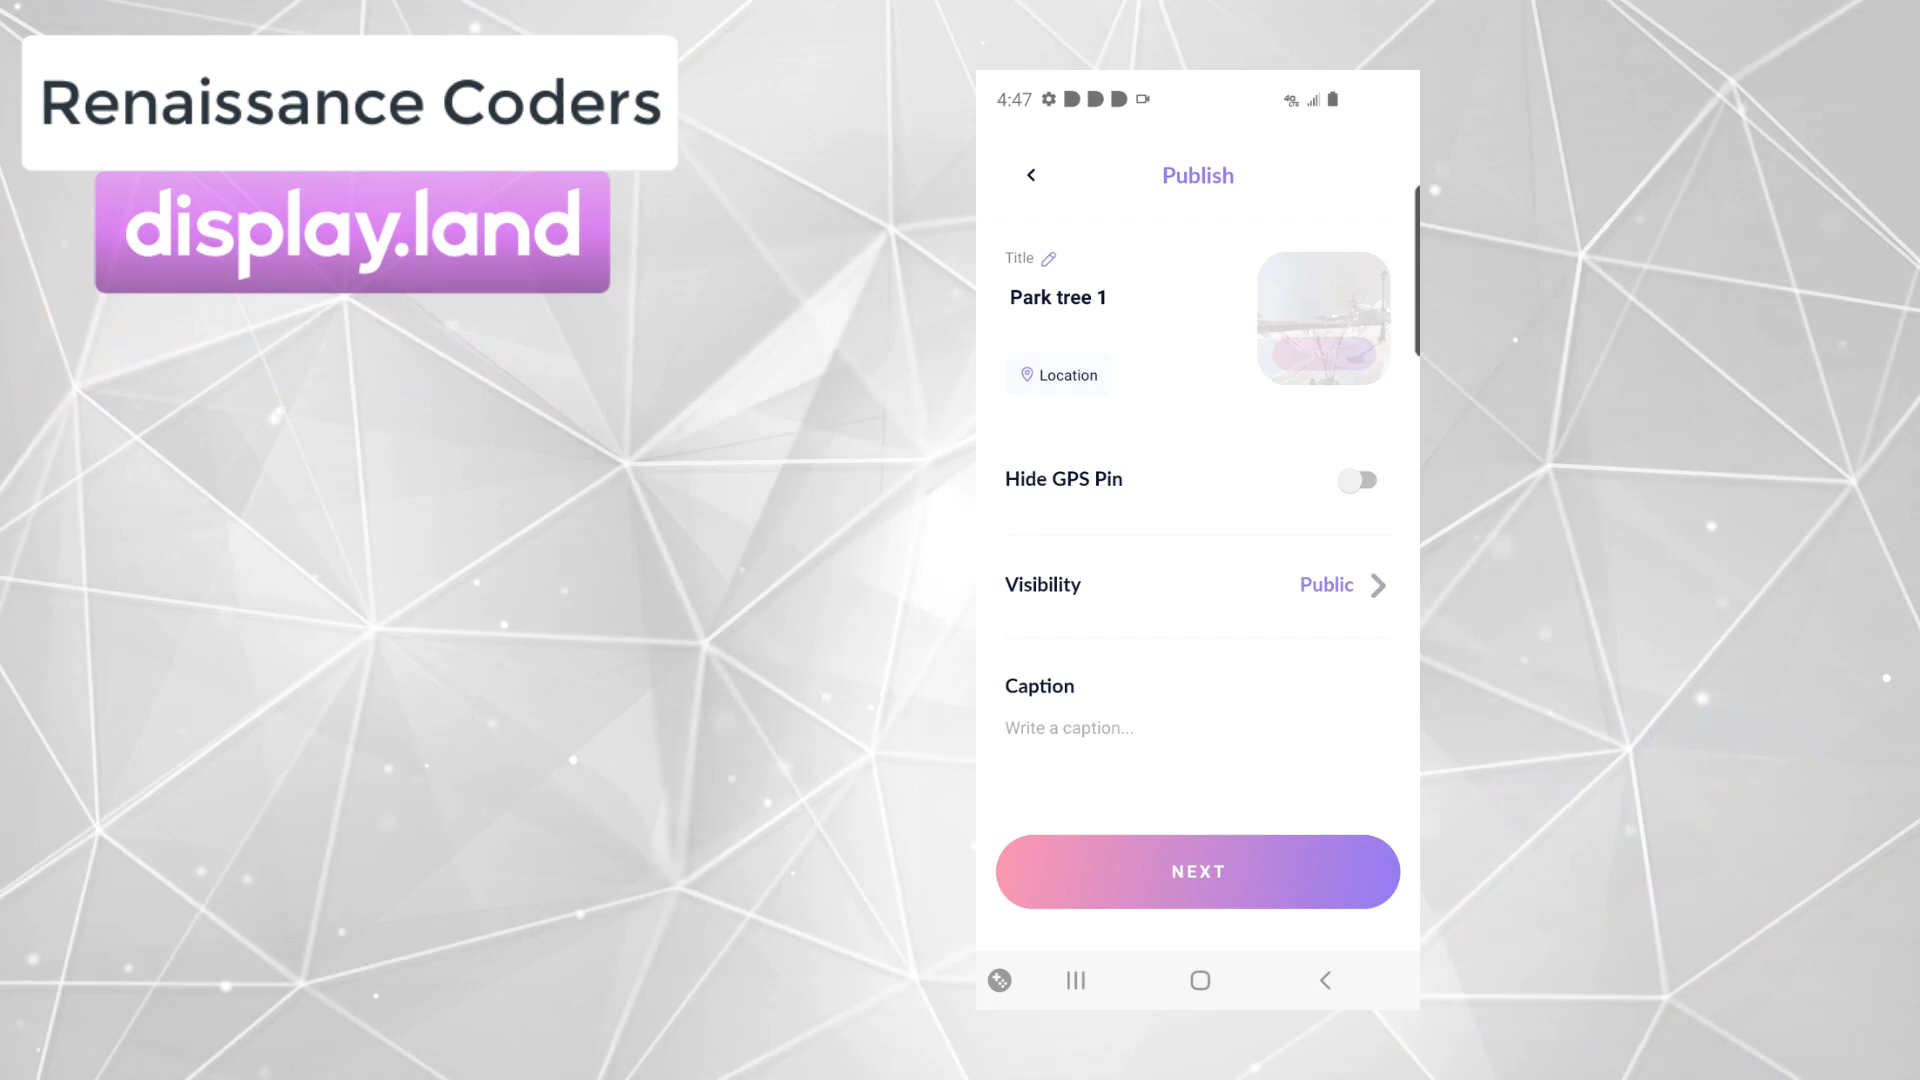 Renaissance Coders
display.land
4:47
Publish
Title
Park tree 1
Location
Hide GPS Pin
Visibility
Public
Caption
Write a caption...
NEXT